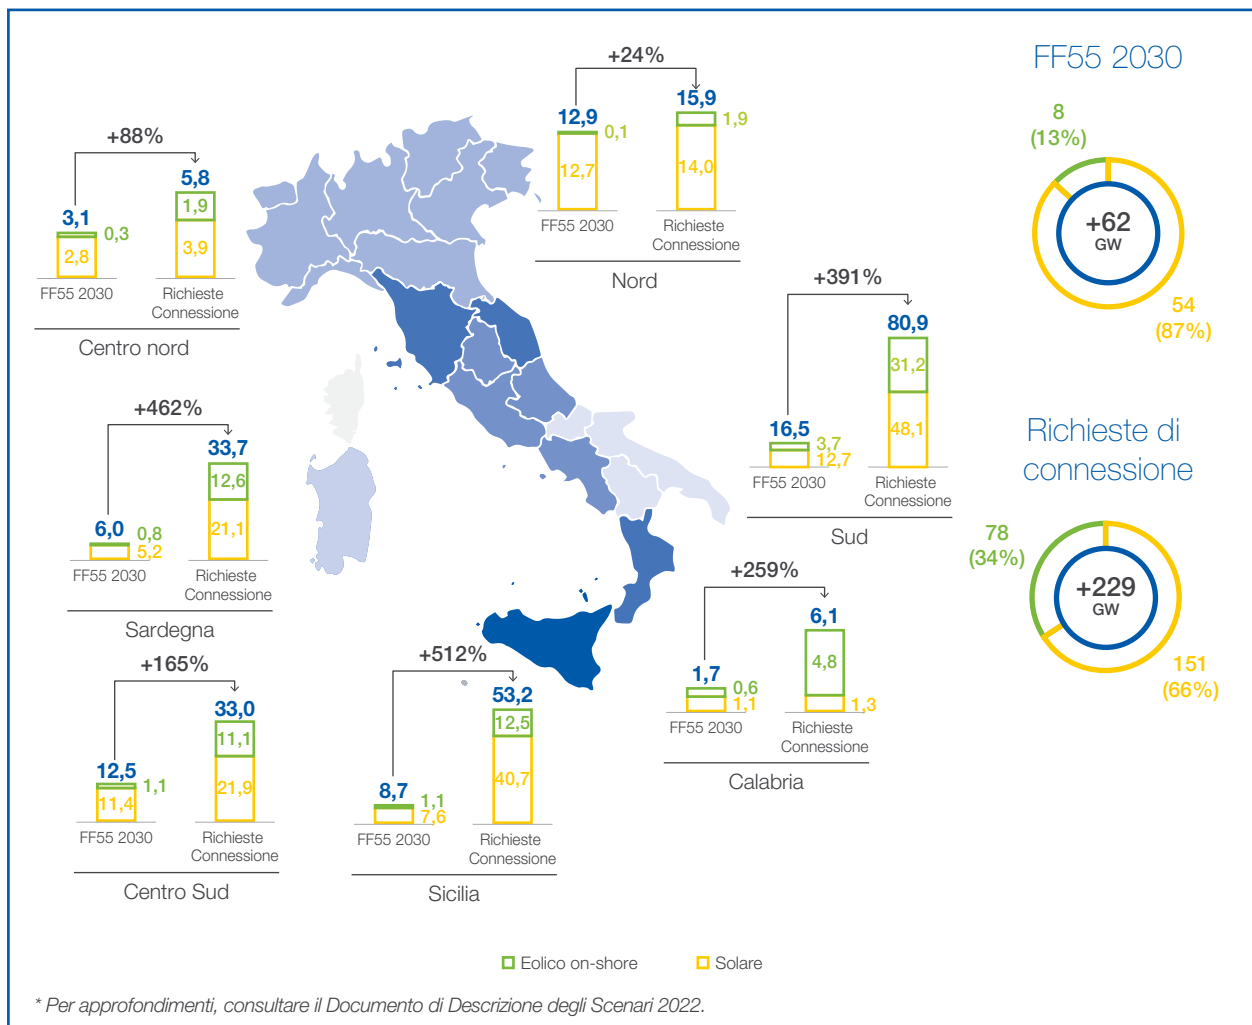 +24%
12,9
0,1
12,7
15,9
1,9
14,0
FF55 2030
Richieste
Connessione
Nord
+88%
3,1
0,3
2,8
5,8
1,9
3,9
FF55 2030
Richieste
Connessione
Centro nord
+462%
6,0
0,8
5,2
33,7
12,6
21,1
FF55 2030
Richieste
Connessione
Sardegna
+165%
12,5
1,1
11,4
33,0
11,1
21,9
FF55 2030
Richieste
Connessione
Centro Sud
+512%
8,7
1,1
7,6
53,2
12,5
40,7
FF55 2030
Richieste
Connessione
Sicilia
+391%
16,5
3,7
12,7
80,9
31,2
48,1
FF55 2030
Richieste
Connessione
Sud
+259%
1,7
0,6
1,1
6,1
4,8
1,3
FF55 2030
Richieste
Connessione
Calabria
FF55 2030
8
(13%)
+62
GW
54
(87%)
Richieste di
connessione
78
(34%)
+229
GW
151
(66%)
Eolico on-shore
Solare
* Per approfondimenti, consultare il Documento di Descrizione degli Scenari 2022.